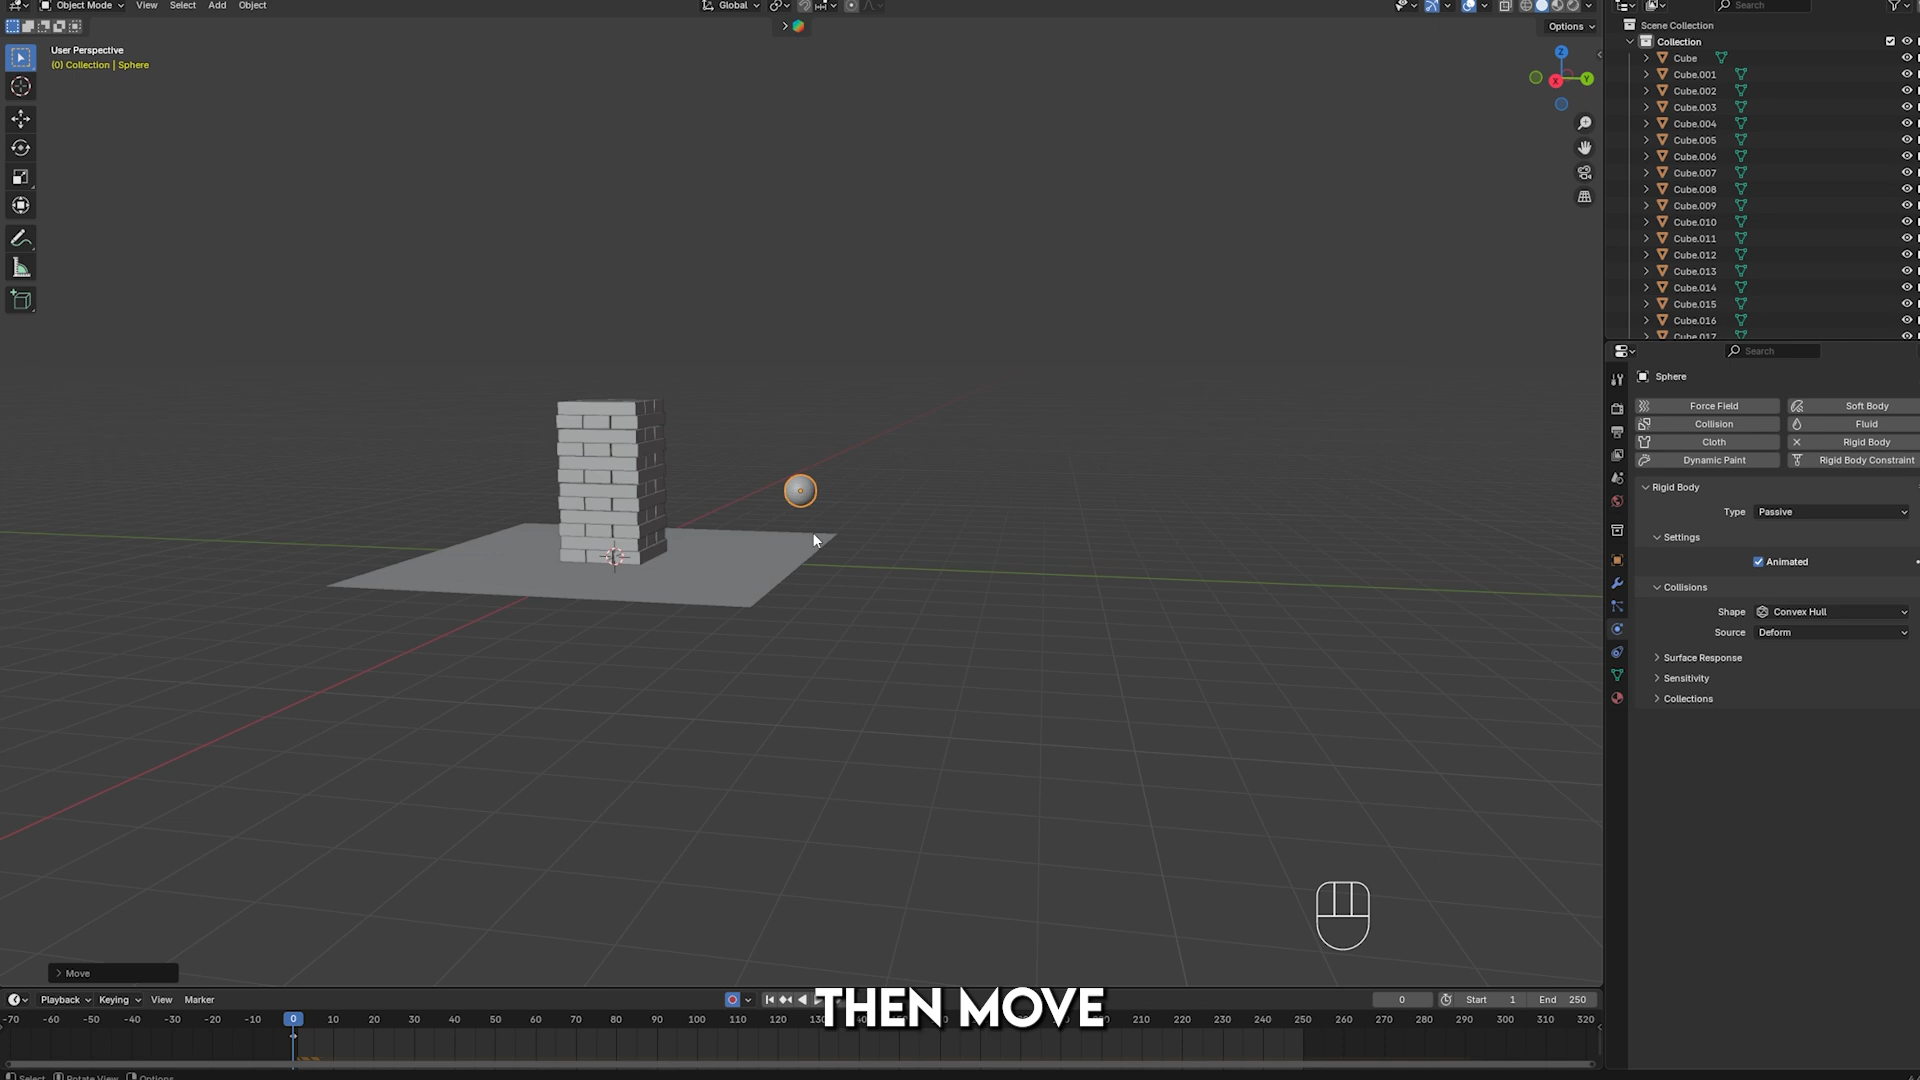 Object Mode View Select Add Object Global Search
Options
User Perspective
(0) Collection | Sphere
Z
Y
X
Scene Collection
Collection
Cube
Cube.001
Cube.002
Cube.003
Cube.004
Cube.005
Cube.006
Cube.007
Cube.008
Cube.009
Cube.010
Cube.011
Cube.012
Cube.013
Cube.014
Cube.015
Cube.016
Cube.017
Search
Sphere
Force Field Soft Body
Collision Fluid
Cloth Rigid Body
Dynamic Paint Rigid Body Constraint
Rigid Body
Type Passive
Settings
Animated
Collisions
Shape Convex Hull
Source Deform
Surface Response
Sensitivity
Collections
Move
Playback Keying View Marker 0 Start 1 End 250
THEN MOVE
-70 -60 -50 -40 -30 -20 -10 0 10 20 30 40 50 60 70 80 90 100 110 120 130 140 150 160 170 180 190 200 210 220 230 240 250 260 270 280 290 300 310 320
Select Rotate View Options